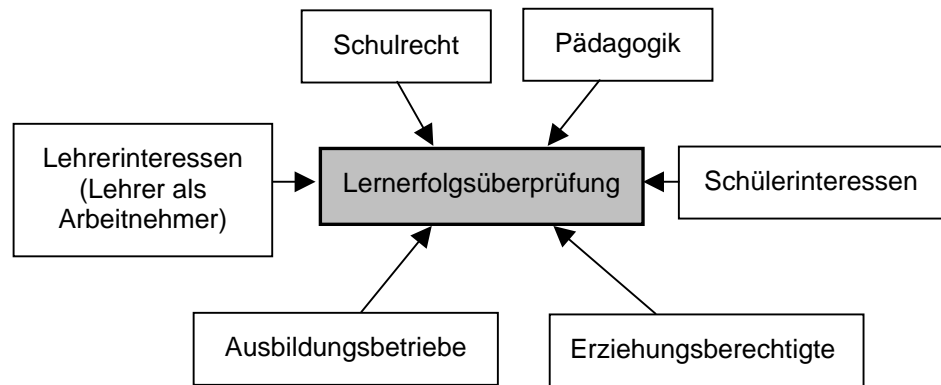 Schulrecht
Pädagogik
Lehrerinteressen
(Lehrer als
Arbeitnehmer)
Lernerfolgsüberprüfung
Schülerinteressen
Ausbildungsbetriebe
Erziehungsberechtigte